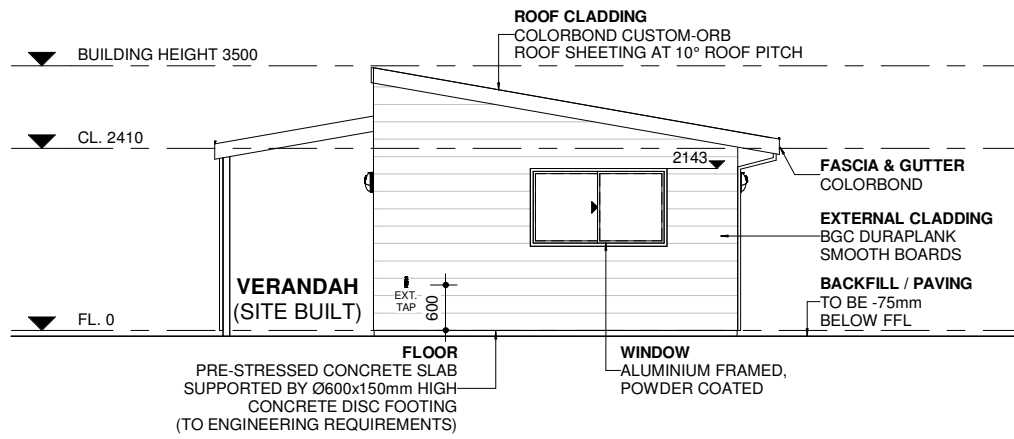 ROOF CLADDING
COLORBOND CUSTOM-ORB
ROOF SHEETING AT 10° ROOF PITCH
BUILDING HEIGHT 3500
CL. 2410
2143
FASCIA & GUTTER
COLORBOND
EXTERNAL CLADDING
BGC DURAPLANK
SMOOTH BOARDS
VERANDAH
(SITE BUILT)
EXT.
TAP
600
BACKFILL / PAVING
TO BE -75mm
BELOW FFL
FL. 0
FLOOR
PRE-STRESSED CONCRETE SLAB
SUPPORTED BY Ø600x150mm HIGH
CONCRETE DISC FOOTING
(TO ENGINEERING REQUIREMENTS)
WINDOW
ALUMINIUM FRAMED,
POWDER COATED